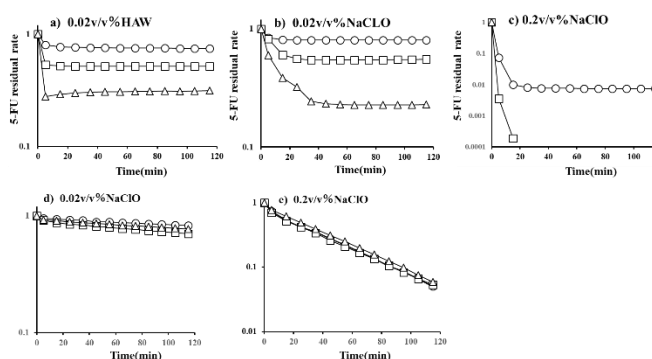 a) 0.02v/v%HAW
5-FU residual rate
1
0.1
0 20 40 60 80 100 120
Time(min)
b) 0.02v/v%NaCLO
5-FU residual rate
1
0.1
0 20 40 60 80 100 120
Time(min)
c) 0.2v/v%NaClO
5-FU residual rate
1
0.1
0.01
0.001
0.0001
0 20 40 60 80 100
Time(min)
d) 0.02v/v%NaClO
1
0.1
0 20 40 60 80 100 120
Time(min)
e) 0.2v/v%NaClO
1
0.1
0.01
0 20 40 60 80 100 120
Time(min)